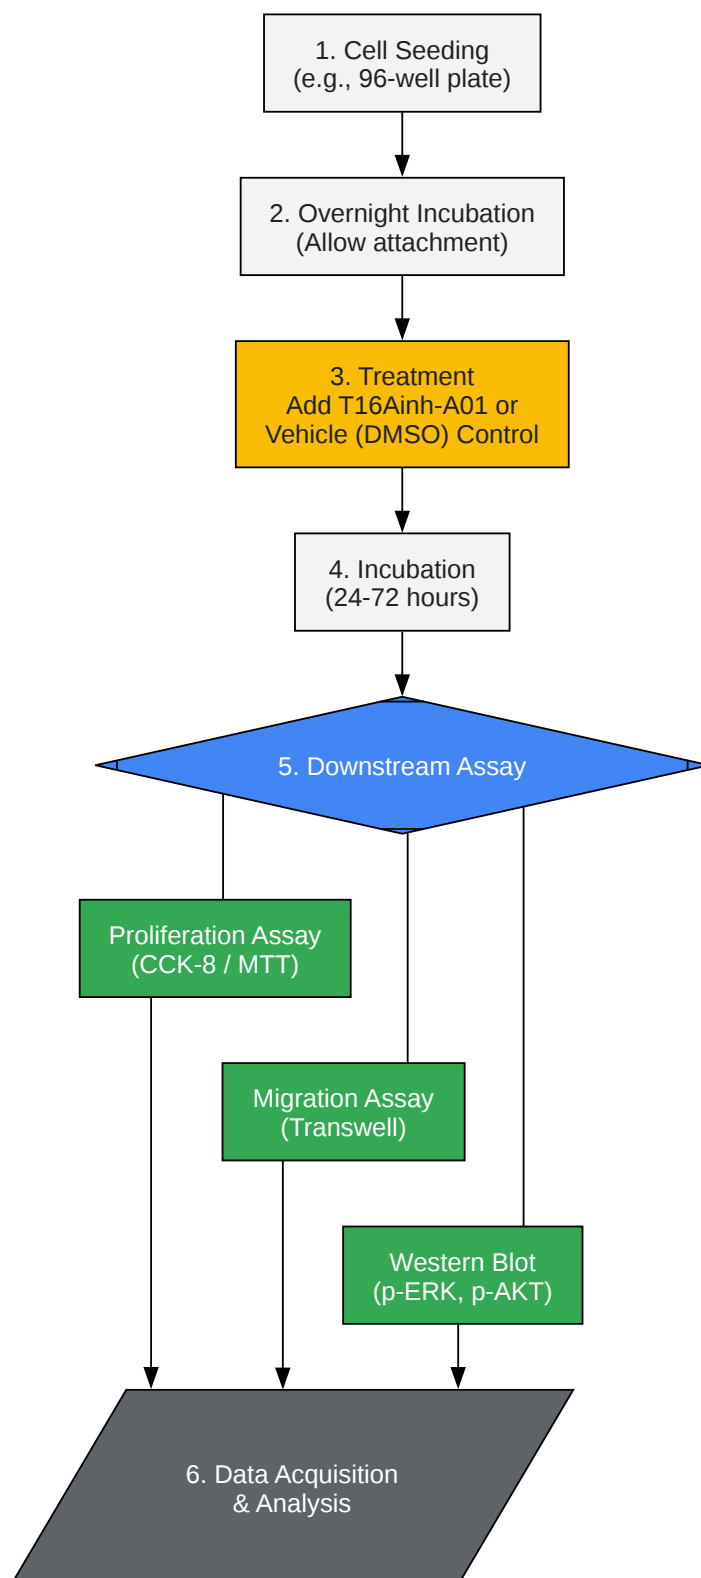 1. Cell Seeding
(e.g., 96-well plate)
2. Overnight Incubation
(Allow attachment)
3. Treatment
Add T16Ainh-A01 or
Vehicle (DMSO) Control
4. Incubation
(24-72 hours)
5. Downstream Assay
Proliferation Assay
(CCK-8 / MTT)
Migration Assay
(Transwell)
Western Blot
(p-ERK, p-AKT)
6. Data Acquisition
& Analysis